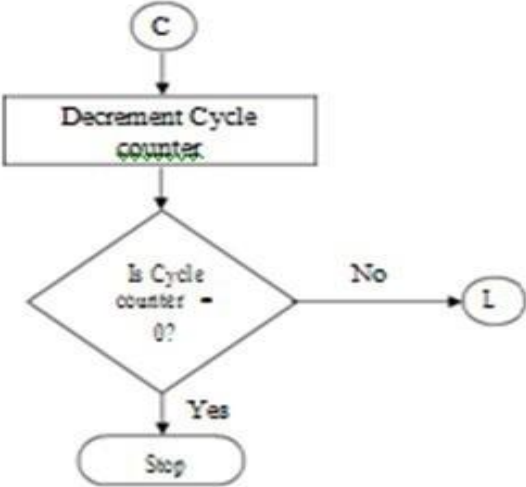 C
Decrement Cycle
counter
Is Cycle
counter =
0?
No
L
Yes
Stop